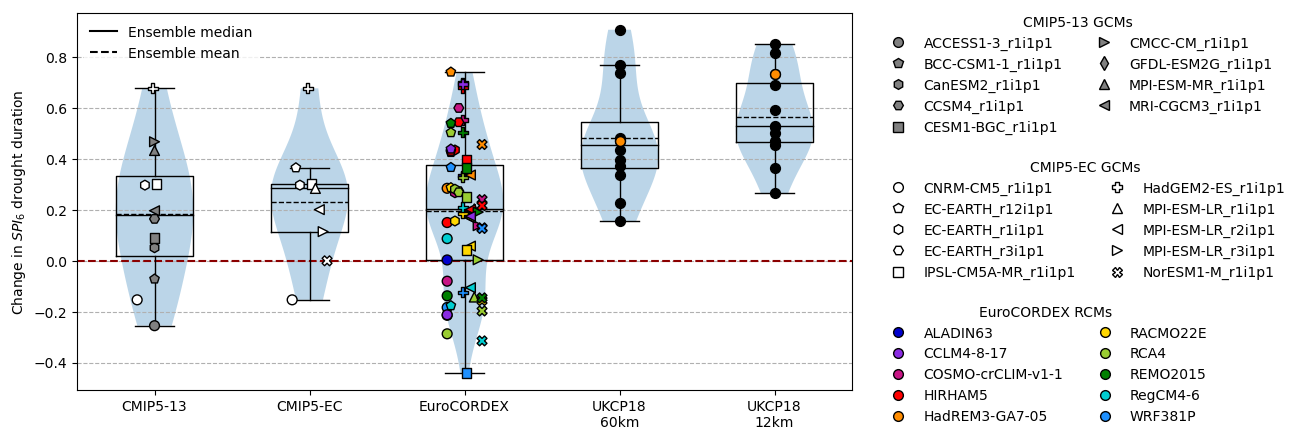 Ensemble median
Ensemble mean
Change in SPI6 drought duration
0.8
0.6
0.4
0.2
0.0
−0.2
−0.4
CMIP5-13
CMIP5-EC
EuroCORDEX
UKCP18
60km
UKCP18
12km
CMIP5-13 GCMs
ACCESS1-3_r1i1p1
BCC-CSM1-1_r1i1p1
CanESM2_r1i1p1
CCSM4_r1i1p1
CESM1-BGC_r1i1p1
CMCC-CM_r1i1p1
GFDL-ESM2G_r1i1p1
MPI-ESM-MR_r1i1p1
MRI-CGCM3_r1i1p1
CMIP5-EC GCMs
CNRM-CM5_r1i1p1
EC-EARTH_r12i1p1
EC-EARTH_r1i1p1
EC-EARTH_r3i1p1
IPSL-CM5A-MR_r1i1p1
HadGEM2-ES_r1i1p1
MPI-ESM-LR_r1i1p1
MPI-ESM-LR_r2i1p1
MPI-ESM-LR_r3i1p1
NorESM1-M_r1i1p1
EuroCORDEX RCMs
ALADIN63
CCLM4-8-17
COSMO-crCLIM-v1-1
HIRHAM5
HadREM3-GA7-05
RACMO22E
RCA4
REMO2015
RegCM4-6
WRF381P